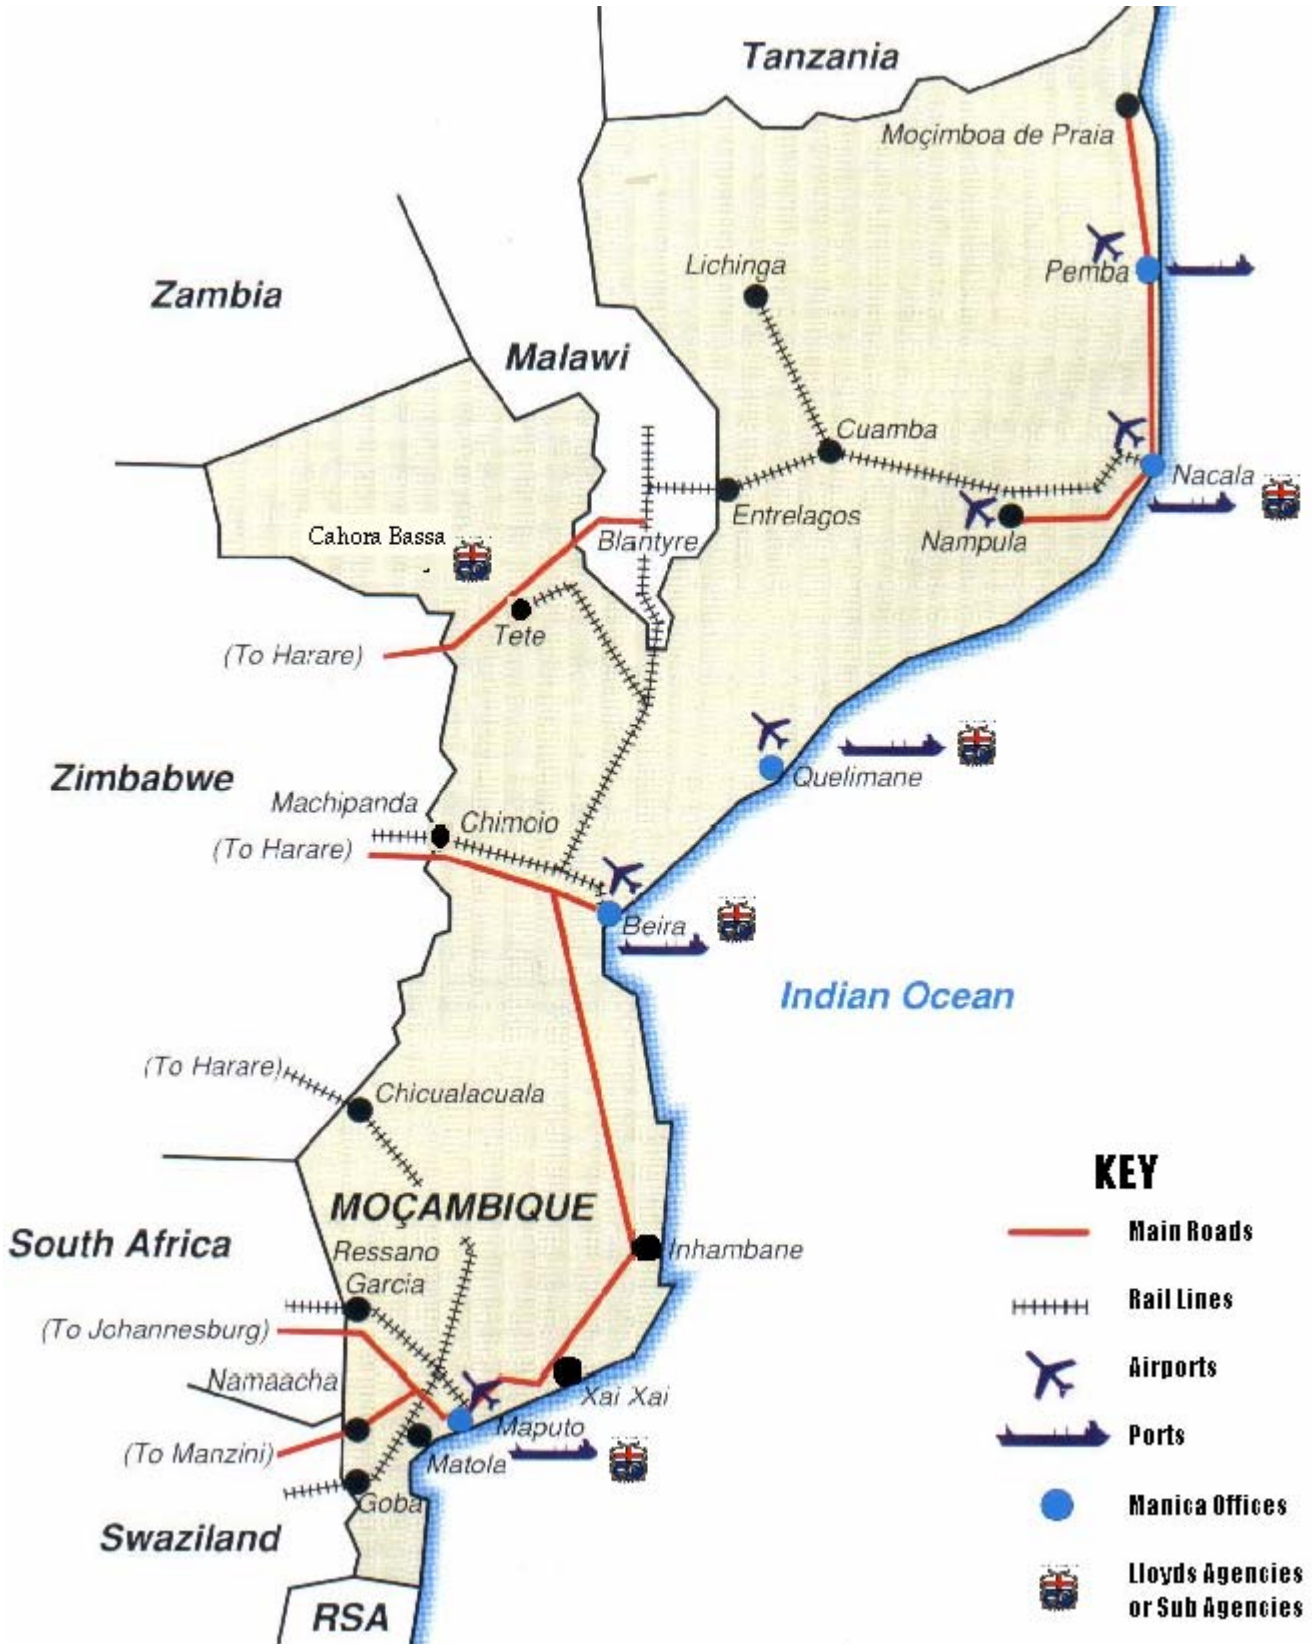 Tanzania
Moçimboa de Praia
Lichinga
Pemba
Zambia
Malawi
Cuamba
Nacala
Entrelagos
Cahora Bassa
Blantyre
Nampula
Tete
(To Harare)
Zimbabwe
Quelimane
Machipanda
Chimoio
(To Harare)
Beira
Indian Ocean
(To Harare)
Chicualacuala
MOÇAMBIQUE
South Africa
Ressano
Garcia
Inhambane
(To Johannesburg)
Namaacha
Xai Xai
Maputo
(To Manzini)
Matola
Goba
Swaziland
RSA
KEY
Main Roads
Rail Lines
Airports
Ports
Manica Offices
Lloyds Agencies
or Sub Agencies